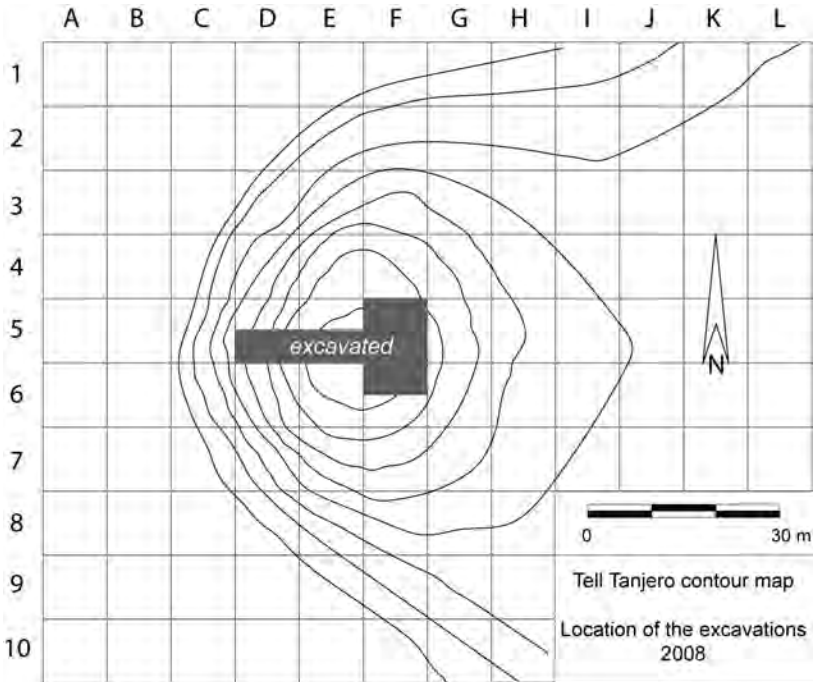 A B C D E F G H I J K L
1
2
3
4
5
excavated
6
N
7
8
0 30 m
9
Tell Tanjero contour map
10
Location of the excavations
2008